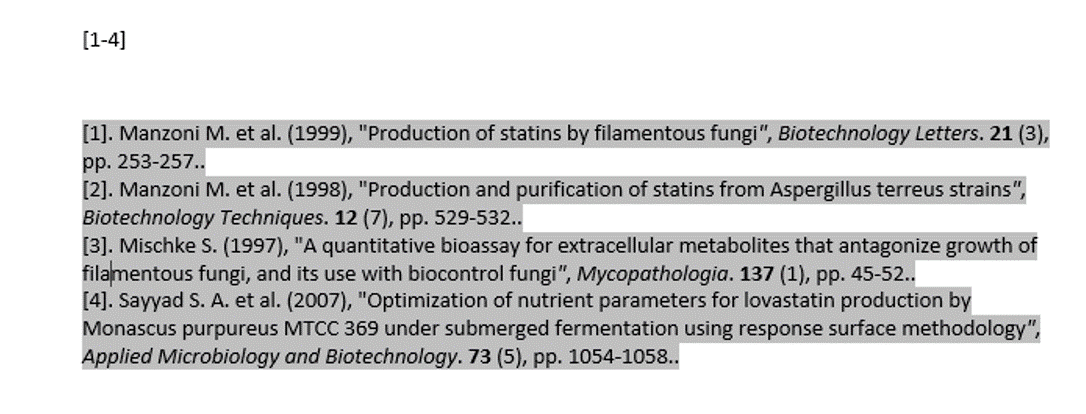 [1-4]
[1]. Manzoni M. et al. (1999), "Production of statins by filamentous fungi", Biotechnology Letters. 21 (3),
pp. 253-257..
[2]. Manzoni M. et al. (1998), "Production and purification of statins from Aspergillus terreus strains",
Biotechnology Techniques. 12 (7), pp. 529-532..
[3]. Mischke S. (1997), "A quantitative bioassay for extracellular metabolites that antagonize growth of
filamentous fungi, and its use with biocontrol fungi", Mycopathologia. 137 (1), pp. 45-52..
[4]. Sayyad S. A. et al. (2007), "Optimization of nutrient parameters for lovastatin production by
Monascus purpureus MTCC 369 under submerged fermentation using response surface methodology",
Applied Microbiology and Biotechnology. 73 (5), pp. 1054-1058..